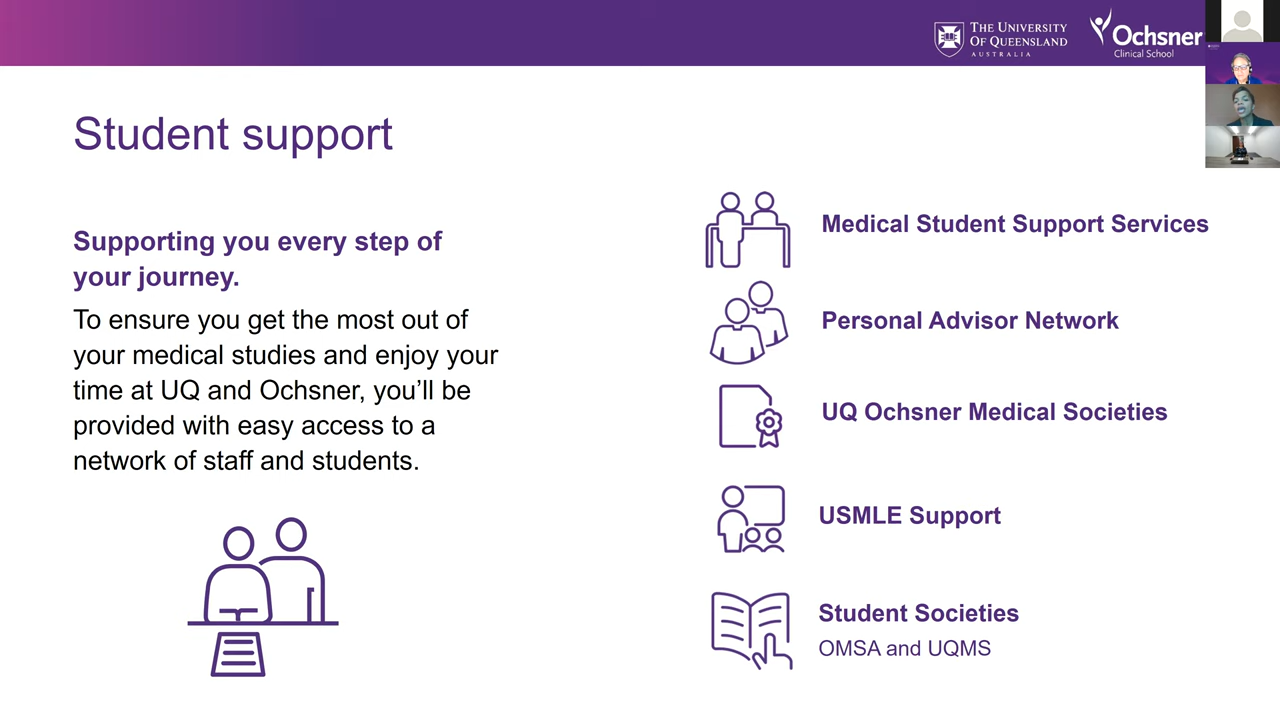 THE UNIVERSITY
OF QUEENSLAND
AUSTRALIA
Ochsner
Clinical School
Student support
Supporting you every step of
your journey.
To ensure you get the most out of
your medical studies and enjoy your
time at UQ and Ochsner, you’ll be
provided with easy access to a
network of staff and students.
Medical Student Support Services
Personal Advisor Network
UQ Ochsner Medical Societies
USMLE Support
Student Societies
OMSA and UQMS